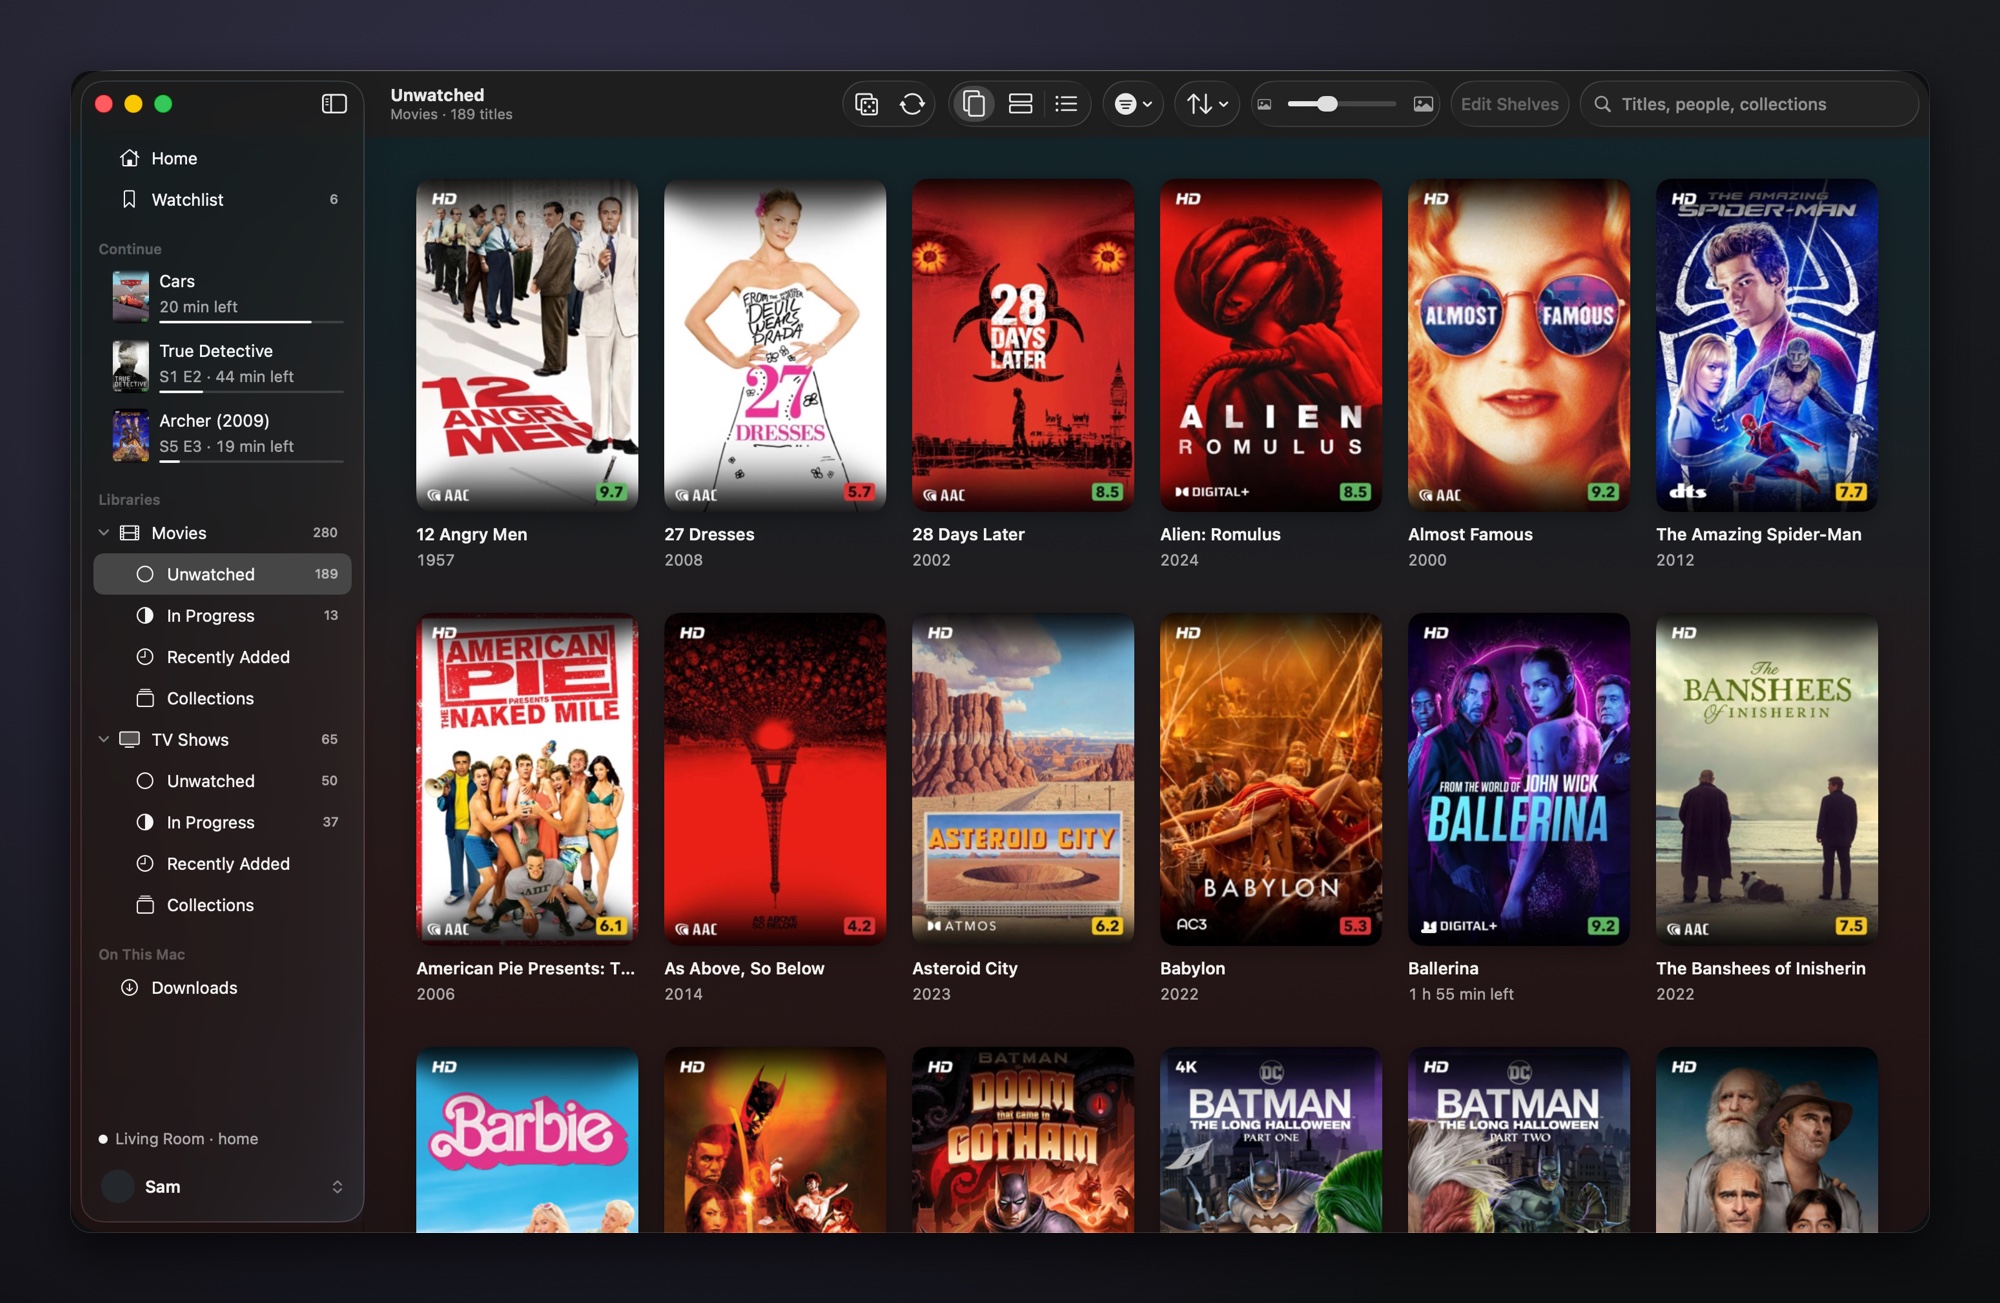 Unwatched
Movies · 189 titles
Edit Shelves
Titles, people, collections
Home
Watchlist 6
Continue
Cars
20 min left
True Detective
S1 E2 · 44 min left
TRUE DETECTIVE
Archer (2009)
S5 E3 · 19 min left
Libraries
Movies 280
Unwatched 189
In Progress 13
Recently Added
Collections
TV Shows 65
Unwatched 50
In Progress 37
Recently Added
Collections
On This Mac
Downloads
Living Room · home
Sam
HD
12
ANGRY
MEN
AAC 9.7
12 Angry Men
1957
FROM THE WRITER
DEVIL
WEARS
PRADA
27
DRESSES
AAC 5.7
27 Dresses
2008
28
DAYS
LATER
AAC 8.5
28 Days Later
2002
HD
ALIEN
ROMULUS
DIGITAL+ 8.5
Alien: Romulus
2024
HD
ALMOST FAMOUS
AAC 9.2
Almost Famous
2000
HD
THE AMAZING
SPIDER-MAN
dts 7.7
The Amazing Spider-Man
2012
HD
AMERICAN
PIE
PRESENTS
THE NAKED MILE
AAC 6.1
American Pie Presents: T...
2006
HD
AS ABOVE
SO BELOW
AAC 4.2
As Above, So Below
2014
HD
ASTEROID CITY
ATMOS 6.2
Asteroid City
2023
HD
BABYLON
AC3 5.3
Babylon
2022
HD
FROM THE WORLD OF JOHN WICK
BALLERINA
DIGITAL+ 9.2
Ballerina
1 h 55 min left
HD
The
BANSHEES
Of INISHERIN
AAC 7.5
The Banshees of Inisherin
2022
HD
Barbie
HD
HD
BATMAN
DOOM
that came to
GOTHAM
4K
DC
BATMAN
THE LONG HALLOWEEN
PART ONE
HD
DC
BATMAN
THE LONG HALLOWEEN
PART TWO
HD